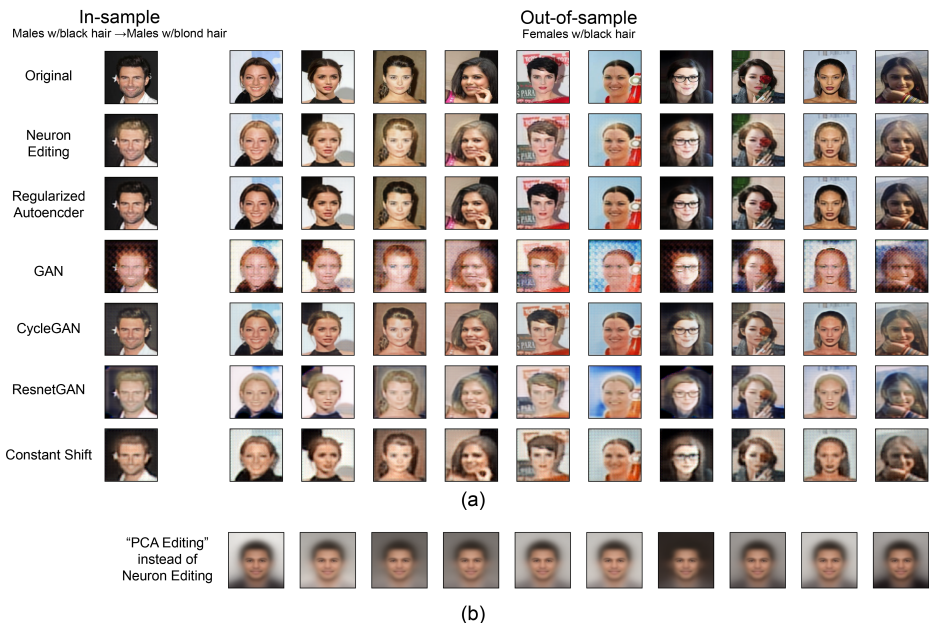 In-sample
Males w/black hair →Males w/blond hair
Out-of-sample
Females w/black hair
Original
Neuron
Editing
Regularized
Autoencder
GAN
CycleGAN
ResnetGAN
Constant Shift
(a)
“PCA Editing”
instead of
Neuron Editing
(b)